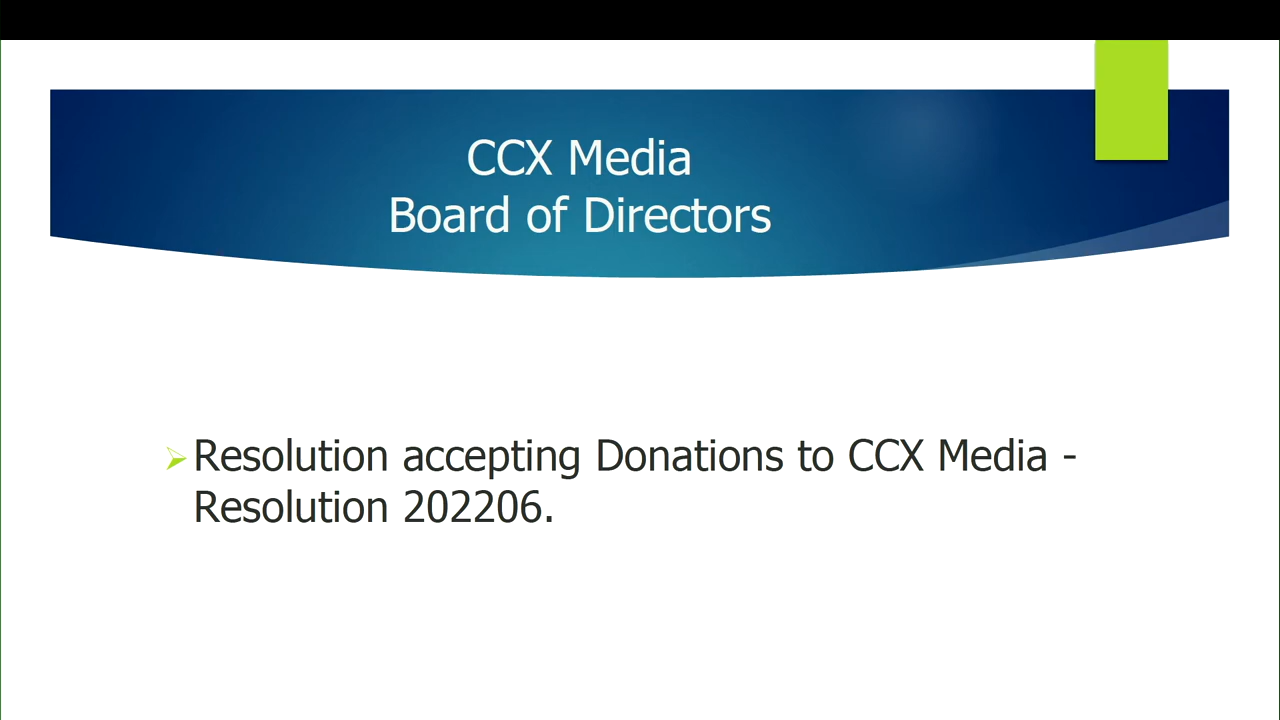 CCX Media
Board of Directors
Resolution accepting Donations to CCX Media -
Resolution 202206.